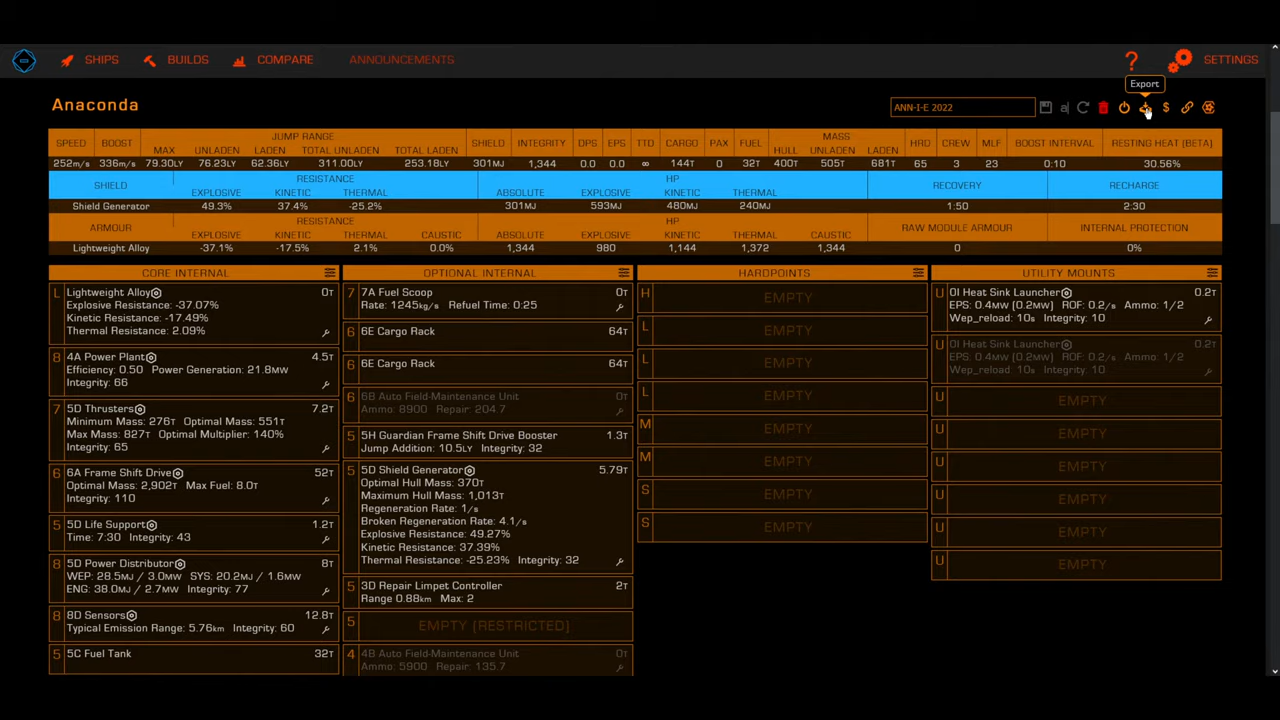 SHIPS BUILDS COMPARE ANNOUNCEMENTS ? SETTINGS
Export
Anaconda ANN-I-E 2022 a| $
SPEED BOOST JUMP RANGE SHIELD INTEGRITY DPS EPS TTD CARGO PAX FUEL MASS HRD CREW MLF BOOST INTERVAL RESTING HEAT (BETA)
MAX UNLADEN LADEN TOTAL UNLADEN TOTAL LADEN HULL UNLADEN LADEN
252m/s 336m/s 79.30LY 76.23LY 62.36LY 311.00LY 253.18LY 301MJ 1,344 0.0 0.0 ∞ 144T 0 32T 400T 505T 681T 65 3 23 0:10 30.56%
SHIELD RESISTANCE HP RECOVERY RECHARGE
EXPLOSIVE KINETIC THERMAL ABSOLUTE EXPLOSIVE KINETIC THERMAL
Shield Generator 49.3% 37.4% -25.2% 301MJ 593MJ 480MJ 240MJ 1:50 2:30
ARMOUR RESISTANCE HP RAW MODULE ARMOUR INTERNAL PROTECTION
EXPLOSIVE KINETIC THERMAL CAUSTIC ABSOLUTE EXPLOSIVE KINETIC THERMAL CAUSTIC
Lightweight Alloy -37.1% -17.5% 2.1% 0.0% 1,344 980 1,144 1,372 1,344 0 0%
CORE INTERNAL
L Lightweight Alloy 0T
Explosive Resistance: -37.07%
Kinetic Resistance: -17.49%
Thermal Resistance: 2.09%
8 4A Power Plant 4.5T
Efficiency: 0.50 Power Generation: 21.8MW
Integrity: 66
7 5D Thrusters 7.2T
Minimum Mass: 276T Optimal Mass: 551T
Max Mass: 827T Optimal Multiplier: 140%
Integrity: 65
6 6A Frame Shift Drive 52T
Optimal Mass: 2,902T Max Fuel: 8.0T
Integrity: 110
5 5D Life Support 1.2T
Time: 7:30 Integrity: 43
8 5D Power Distributor 8T
WEP: 28.5MJ / 3.0MW SYS: 20.2MJ / 1.6MW
ENG: 38.0MJ / 2.7MW Integrity: 77
8 8D Sensors 12.8T
Typical Emission Range: 5.76km Integrity: 60
5 5C Fuel Tank 32T
OPTIONAL INTERNAL
7 7A Fuel Scoop 0T
Rate: 1245kg/s Refuel Time: 0:25
6 6E Cargo Rack 64T
6 6E Cargo Rack 64T
6 6B Auto Field-Maintenance Unit 0T
Ammo: 8900 Repair: 204.7
5 5H Guardian Frame Shift Drive Booster 1.3T
Jump Addition: 10.5LY Integrity: 32
5 5D Shield Generator 5.79T
Optimal Hull Mass: 370T
Maximum Hull Mass: 1,013T
Regeneration Rate: 1/s
Broken Regeneration Rate: 4.1/s
Explosive Resistance: 49.27%
Kinetic Resistance: 37.39%
Thermal Resistance: -25.23% Integrity: 32
5 3D Repair Limpet Controller 2T
Range 0.88km Max: 2
5 EMPTY (RESTRICTED)
4 4B Auto Field-Maintenance Unit 0T
Ammo: 5900 Repair: 135.7
HARDPOINTS
H EMPTY
L EMPTY
L EMPTY
L EMPTY
M EMPTY
M EMPTY
S EMPTY
S EMPTY
UTILITY MOUNTS
U 0I Heat Sink Launcher 0.2T
EPS: 0.4MW (0.2MW) ROF: 0.2/s Ammo: 1/2
Wep_reload: 10s Integrity: 10
U 0I Heat Sink Launcher 0.2T
EPS: 0.4MW (0.2MW) ROF: 0.2/s Ammo: 1/2
Wep_reload: 10s Integrity: 10
U EMPTY
U EMPTY
U EMPTY
U EMPTY
U EMPTY
U EMPTY